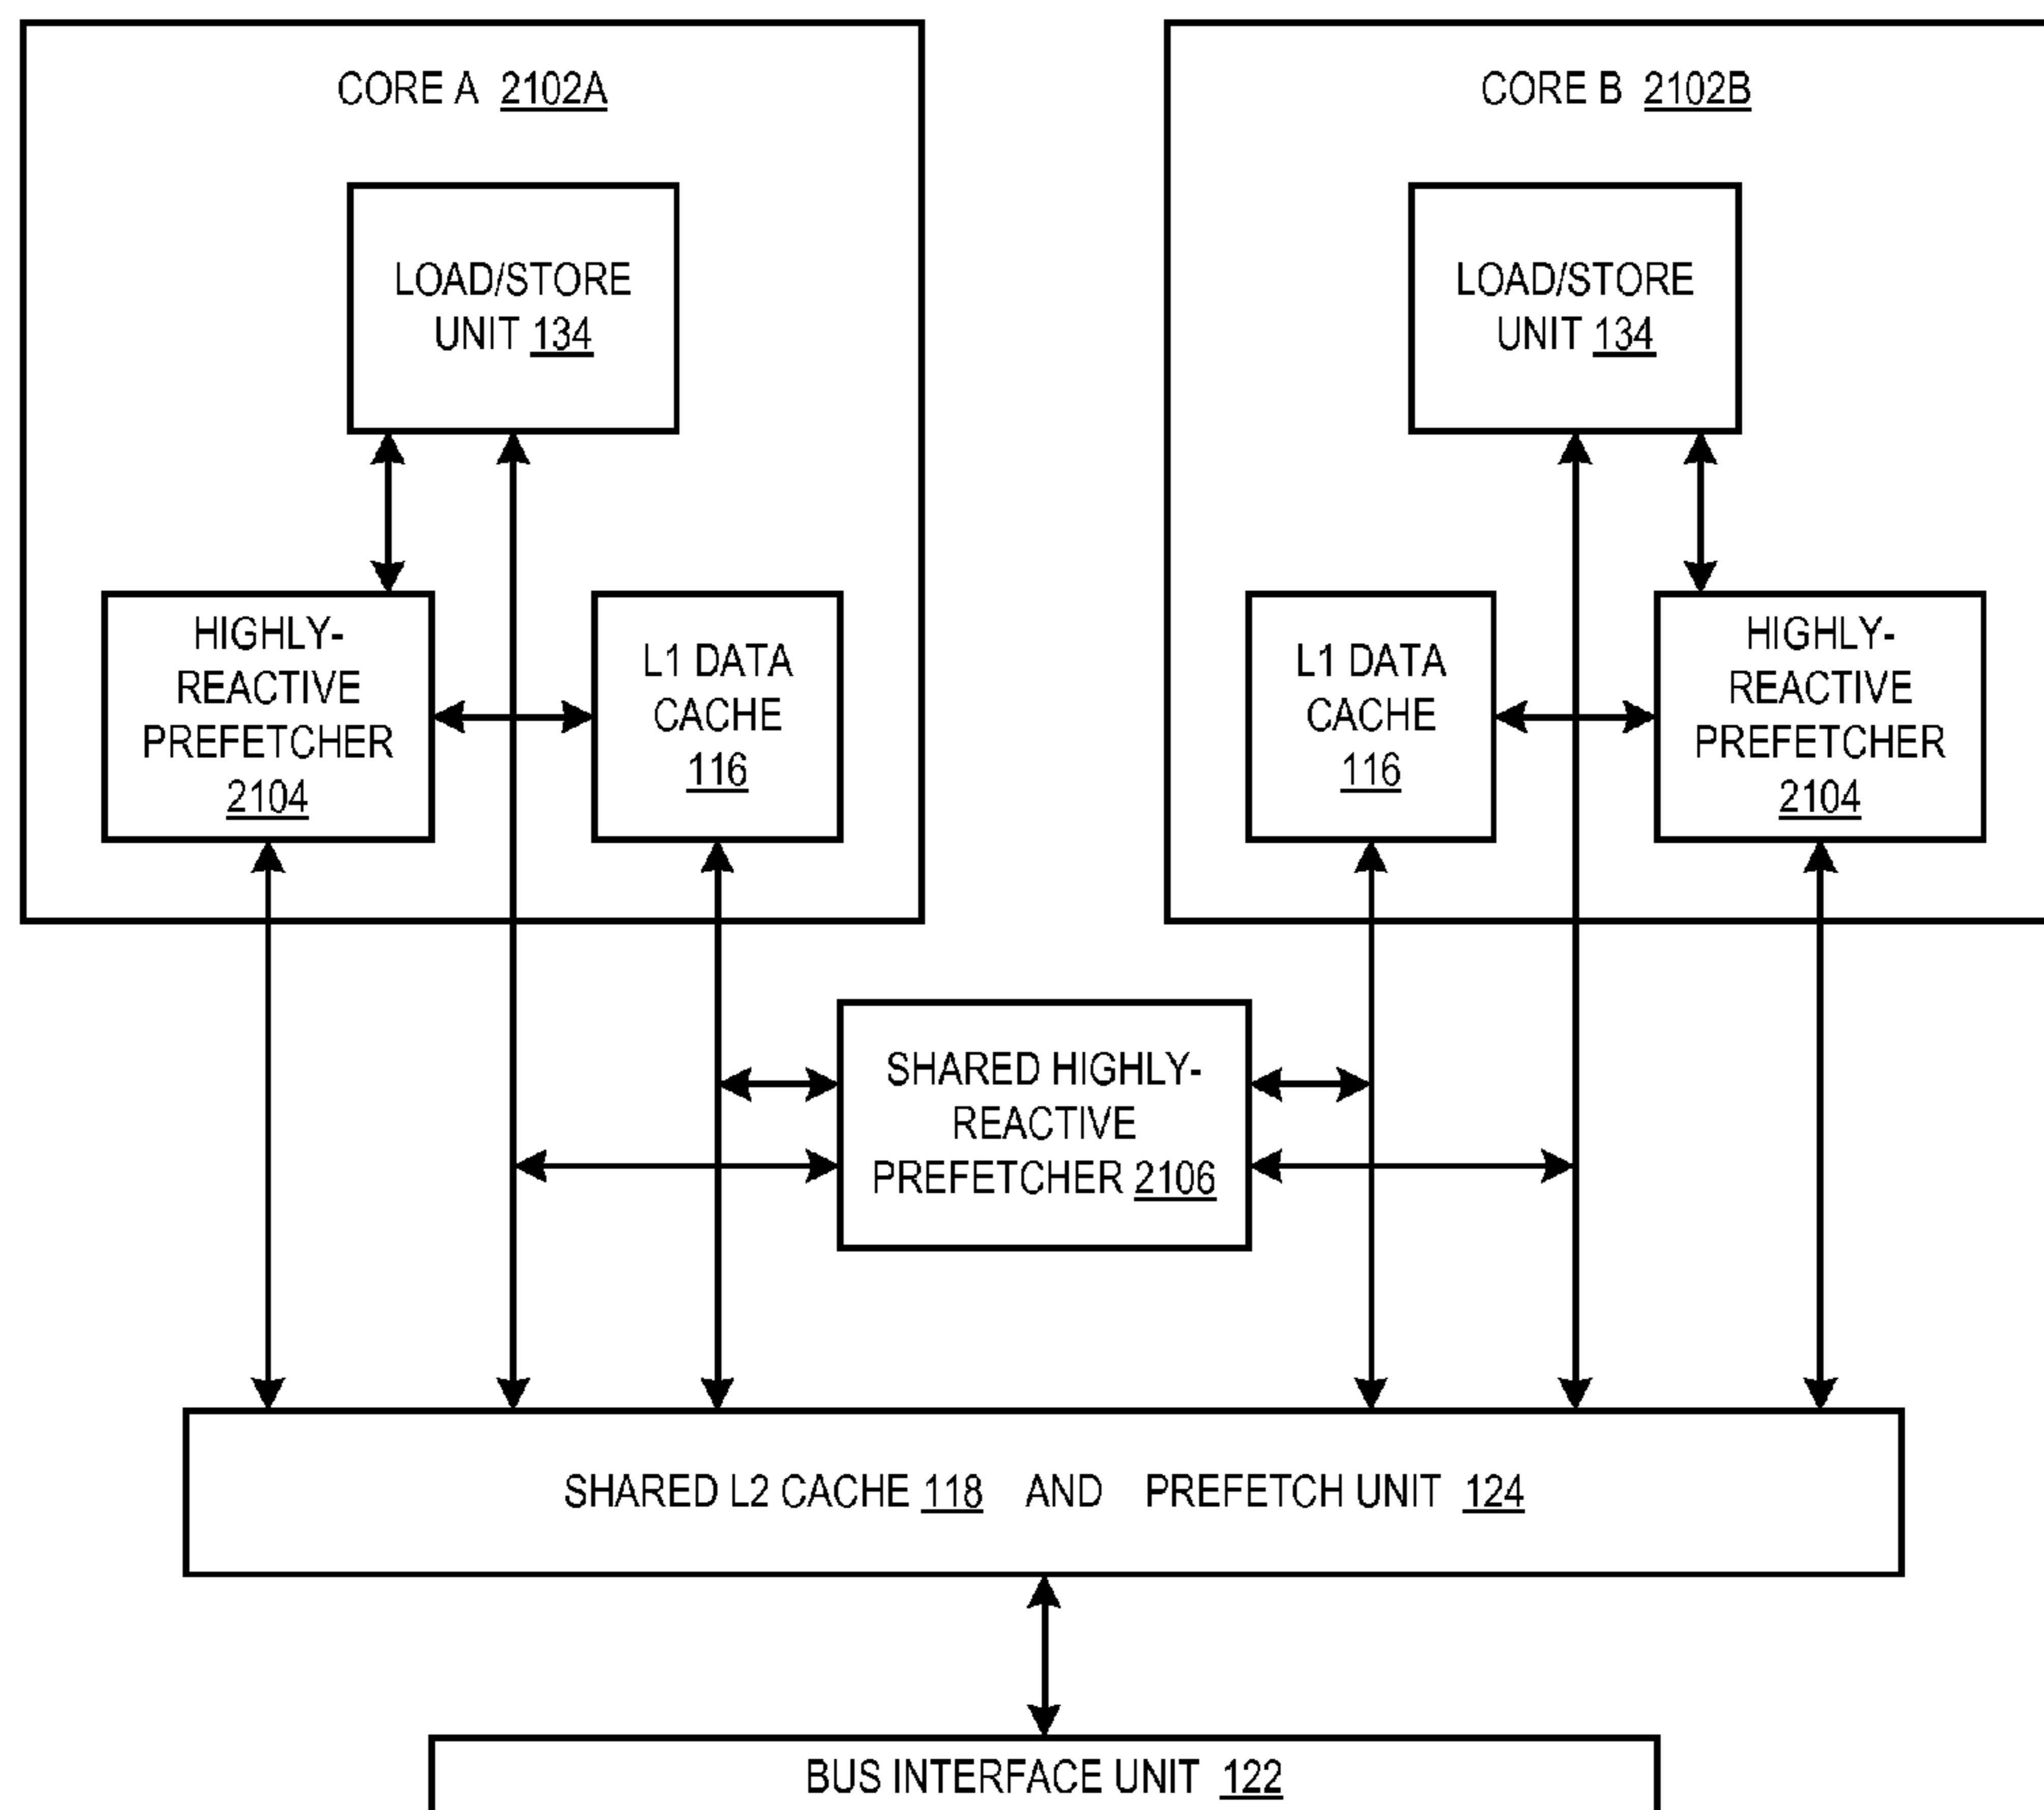 CORE A 2102A
LOAD/STORE
UNIT 134
HIGHLY-
REACTIVE
PREFETCHER
2104
L1 DATA
CACHE
116
CORE B 2102B
LOAD/STORE
UNIT 134
L1 DATA
CACHE
116
HIGHLY-
REACTIVE
PREFETCHER
2104
SHARED HIGHLY-
REACTIVE
PREFETCHER 2106
SHARED L2 CACHE 118 AND PREFETCH UNIT 124
BUS INTERFACE UNIT 122